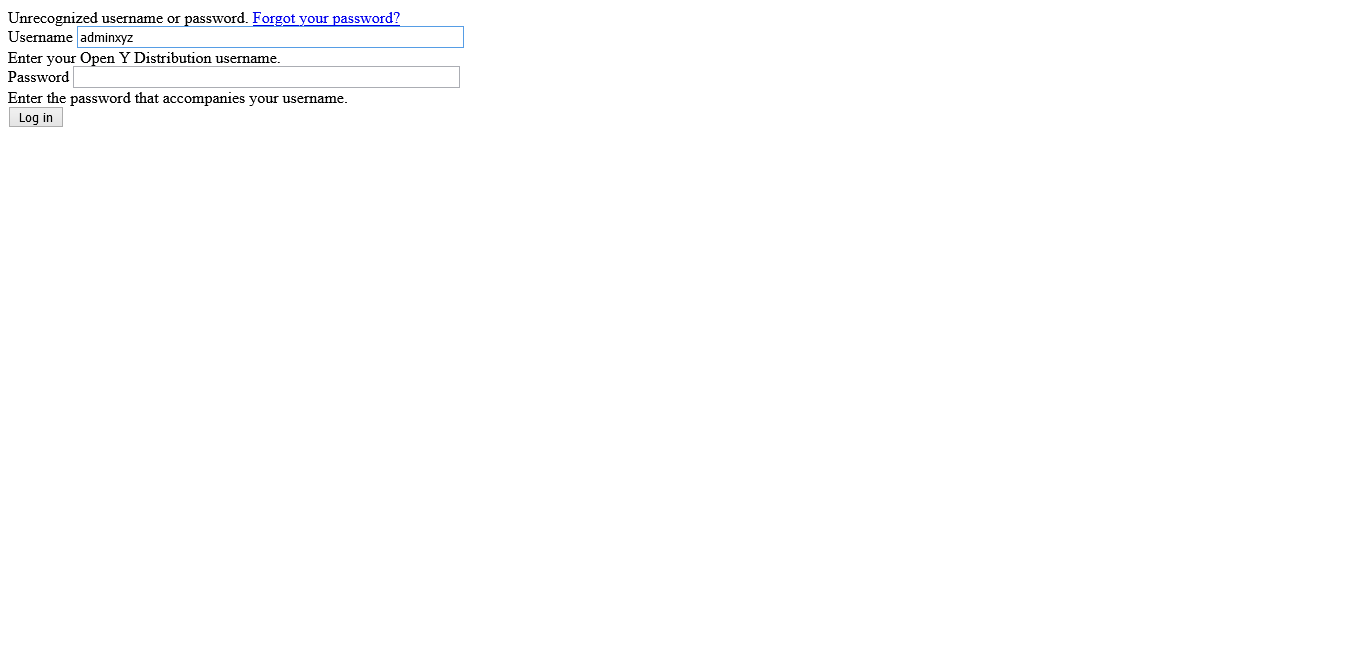 Unrecognized username or password. Forgot your password?
Username adminxyz
Enter your Open Y Distribution username.
Password
Enter the password that accompanies your username.
Log in